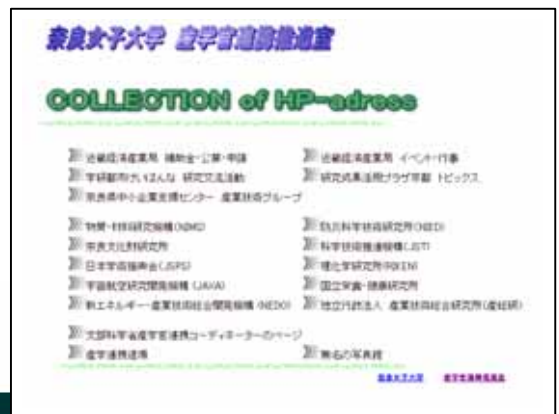 奈良女子大学 産学官連携推進室
COLLECTION of HP-adress
近畿経済産業局 補助金・公募・申請
近畿経済産業局 イベント・行事
学研都市けいはんな 研究交流活動
研究成果活用プラザ京都 トピックス
奈良県中小企業支援センター 産業技術グループ
物質・材料研究機構(NIMS)
防災科学技術研究所(NIED)
奈良文化財研究所
科学技術振興機構(JST)
日本学術振興会(JSPS)
理化学研究所(RIKEN)
宇宙航空研究開発機構(JAXA)
国立栄養・健康研究所
新エネルギー・産業技術総合開発機構(NEDO)
独立行政法人 産業技術総合研究所(産総研)
文部科学省産学官連携コーディネーターのページ
産学連携道場
無名の写真館
奈良女子大学